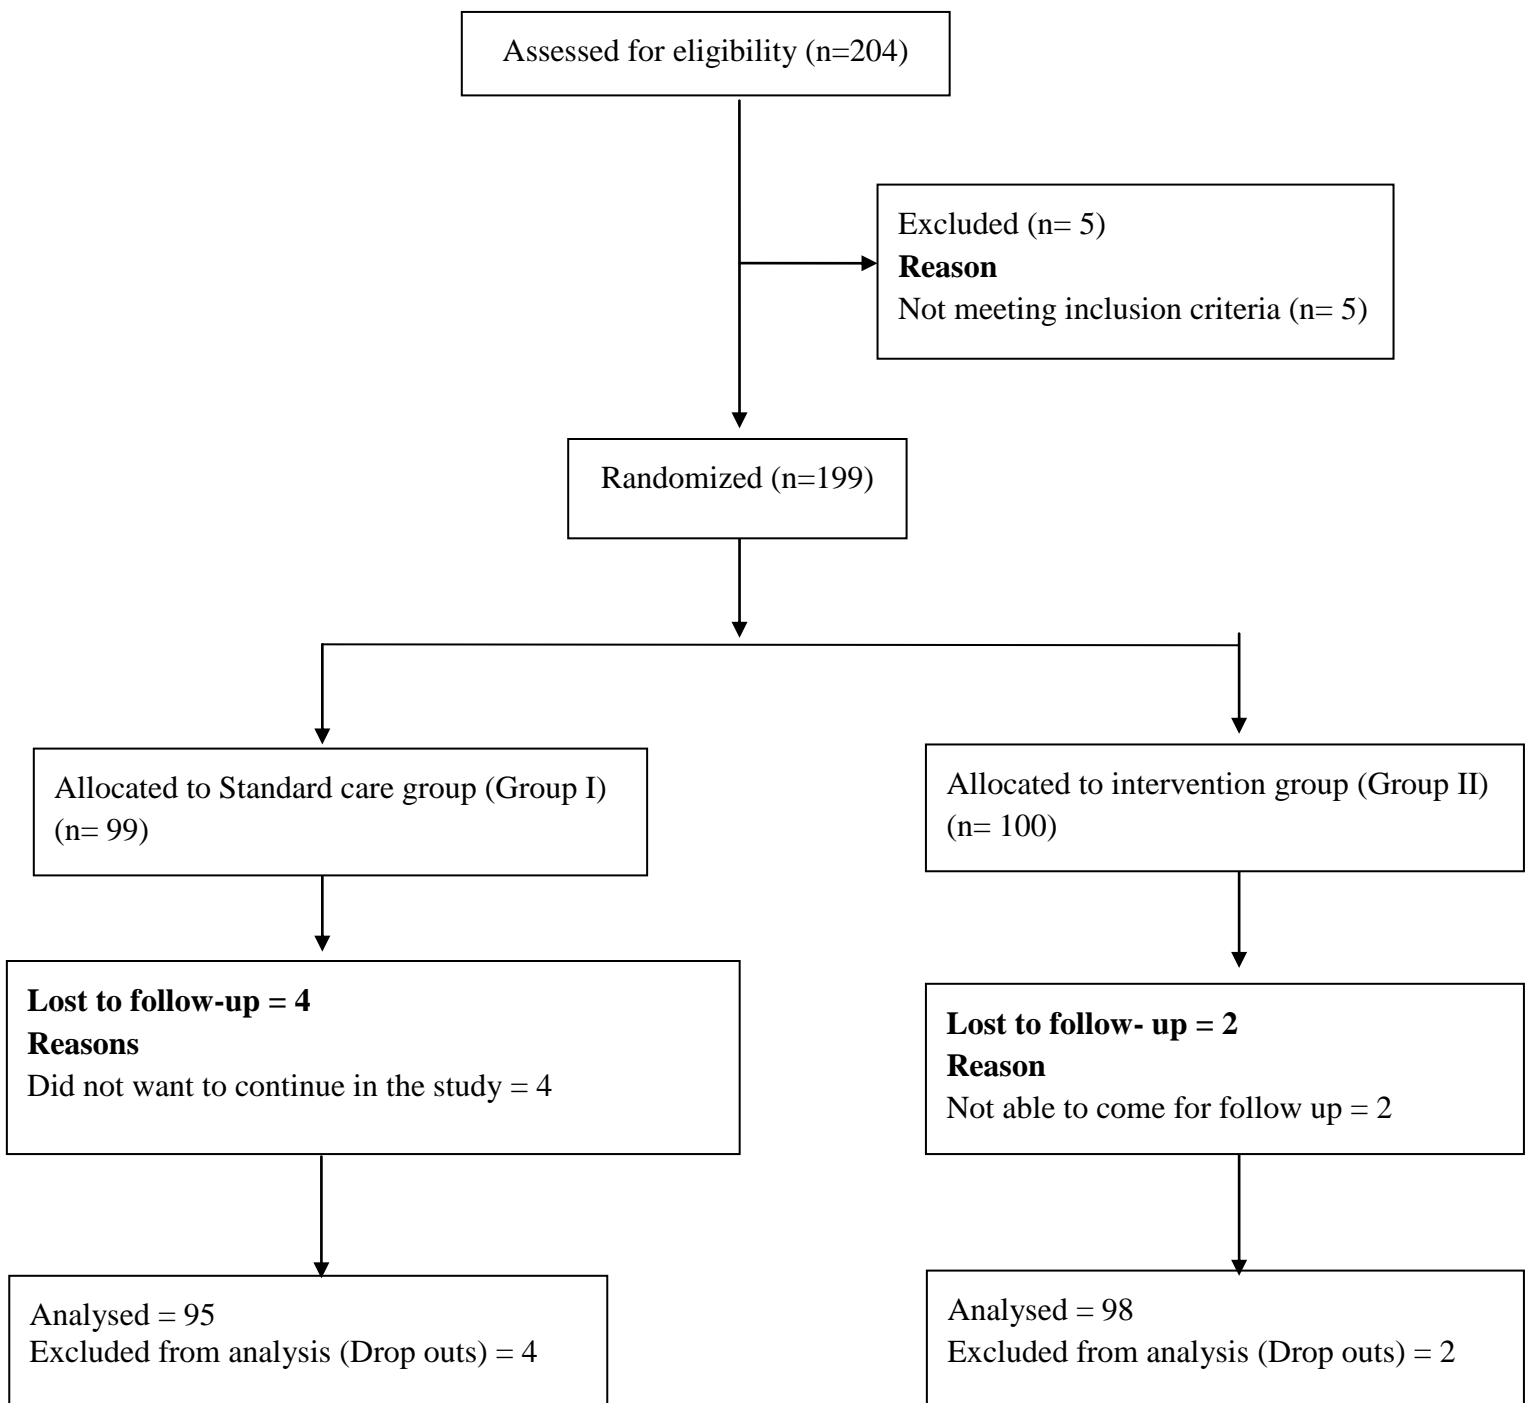 Assessed for eligibility (n=204)
Excluded (n= 5)
Reason
Not meeting inclusion criteria (n= 5)
Randomized (n=199)
Allocated to Standard care group (Group I)
(n= 99)
Allocated to intervention group (Group II)
(n= 100)
Lost to follow-up = 4
Reasons
Did not want to continue in the study = 4
Lost to follow- up = 2
Reason
Not able to come for follow up = 2
Analysed = 95
Excluded from analysis (Drop outs) = 4
Analysed = 98
Excluded from analysis (Drop outs) = 2